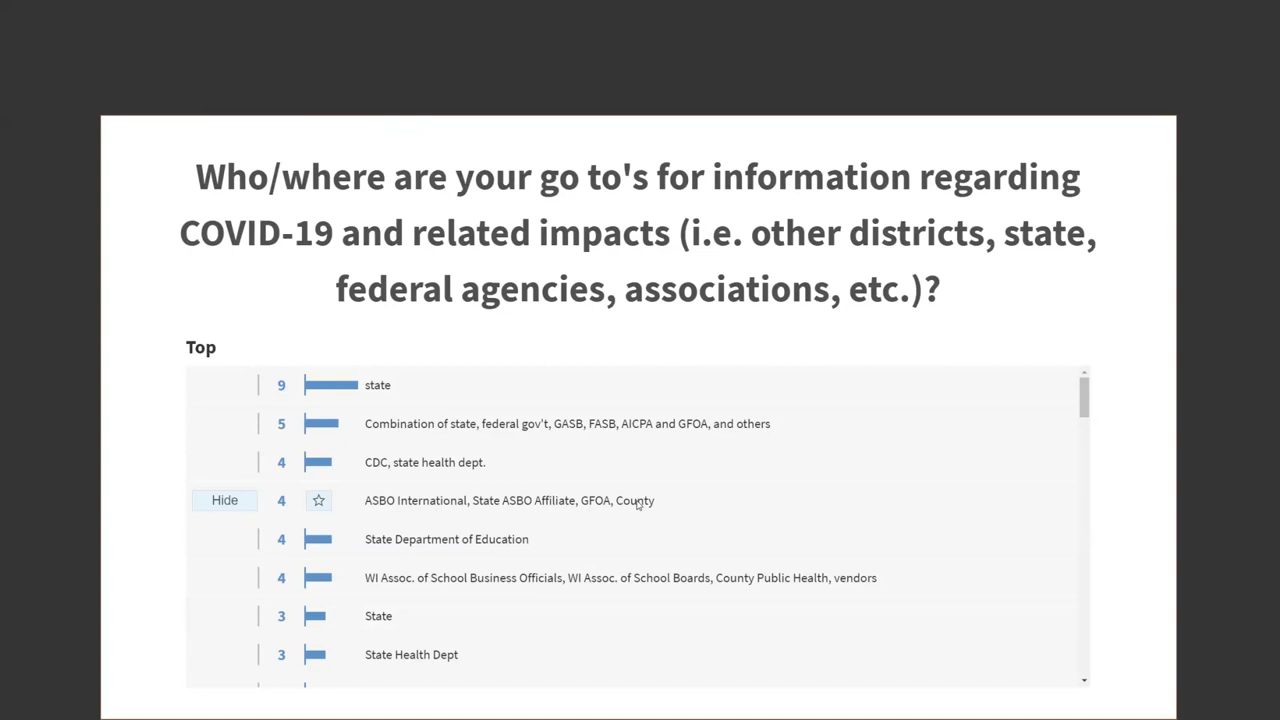 Who/where are your go to's for information regarding
COVID-19 and related impacts (i.e. other districts, state,
federal agencies, associations, etc.)?
Top
9 state
5 Combination of state, federal gov't, GASB, FASB, AICPA and GFOA, and others
4 CDC, state health dept.
Hide 4 ASBO International, State ASBO Affiliate, GFOA, County
4 State Department of Education
4 WI Assoc. of School Business Officials, WI Assoc. of School Boards, County Public Health, vendors
3 State
3 State Health Dept